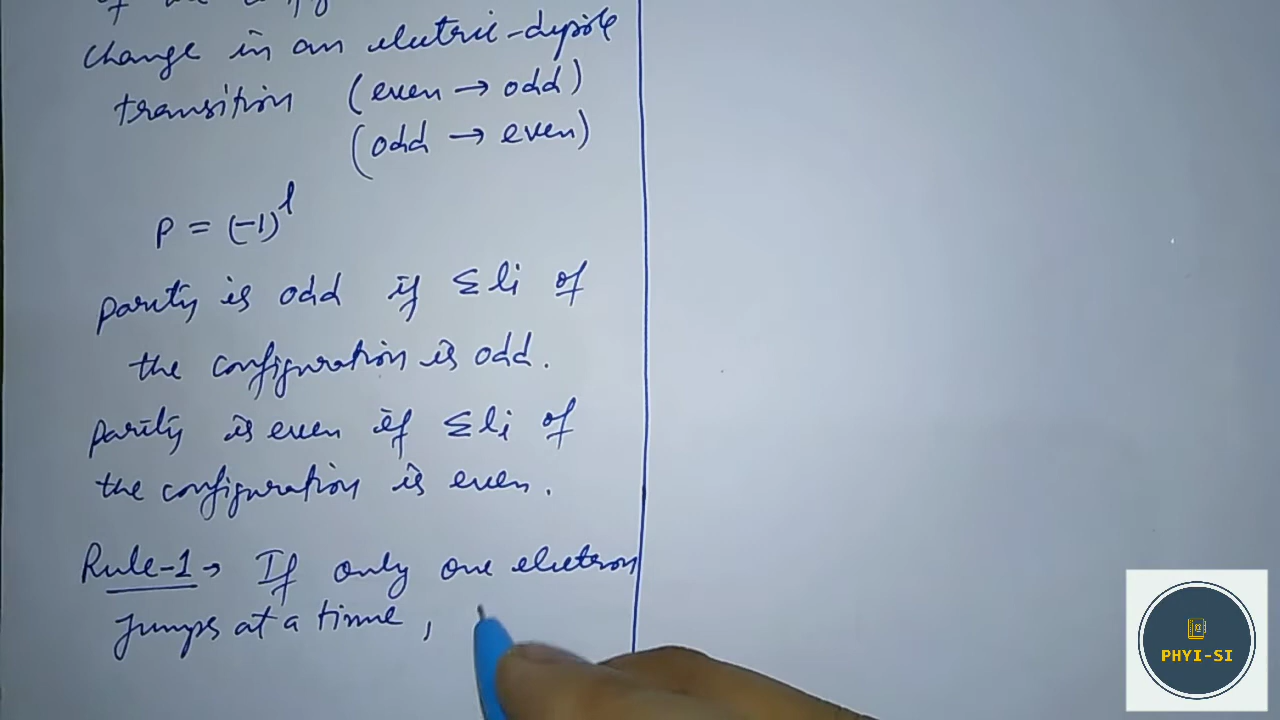 of the
change in an electric-dipole
transition (even → odd)
(odd → even)
P = (-1)^l
parity is odd if Σli of
the configuration is odd.
parity is even if Σli of
the configuration is even.
Rule-1→ If only one electron
Jumps at a time,
PHYI-SI